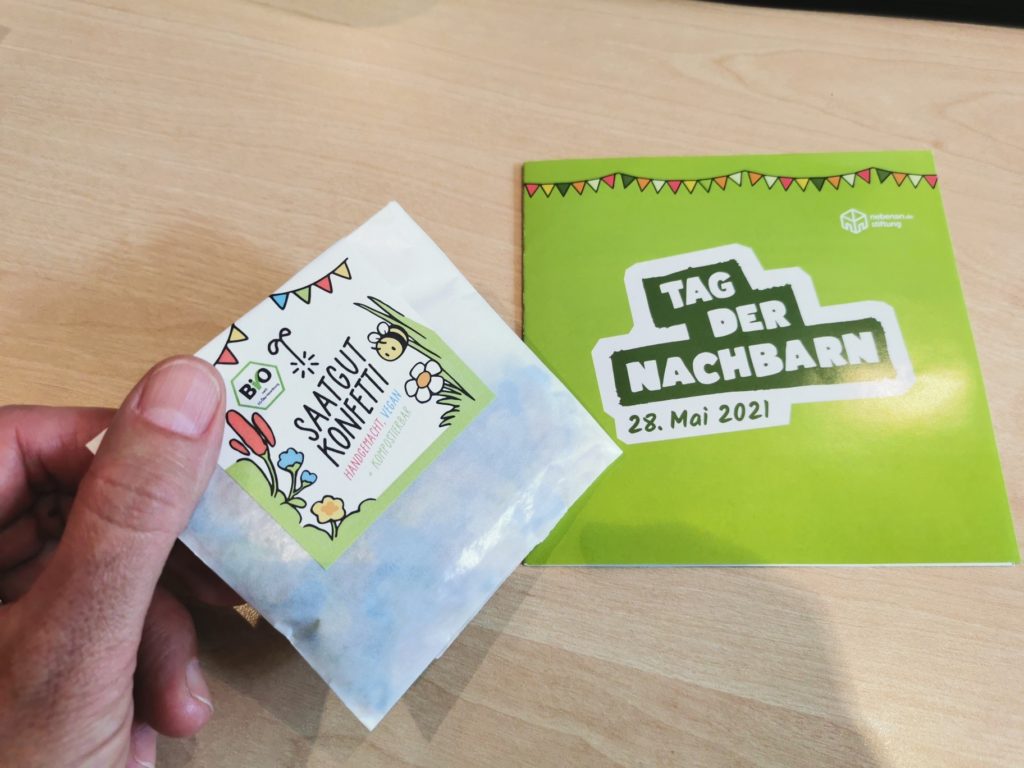 BiO
SAATGUT
KONFETTI
HANDGEMACHT, VEGAN
+ KOMPOSTIERBAR
nebenan.de
stiftung
TAG
DER
NACHBARN
28. Mai 2021